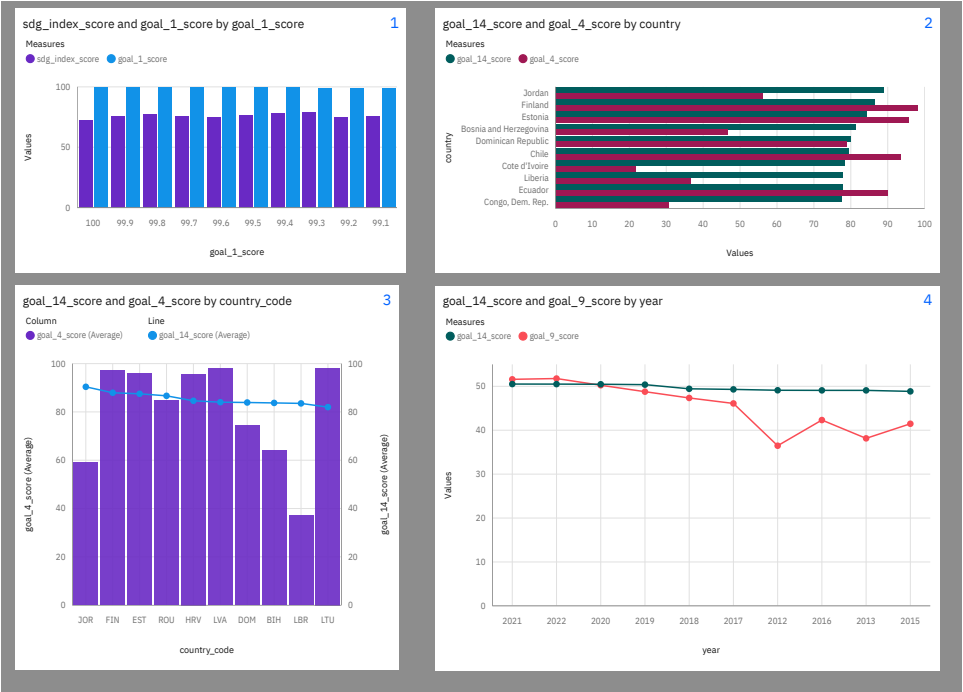 sdg_index_score and goal_1_score by goal_1_score 1
Measures
sdg_index_score goal_1_score
100
50
0
Values
100 99.9 99.8 99.7 99.6 99.5 99.4 99.3 99.2 99.1
goal_1_score
goal_14_score and goal_4_score by country 2
Measures
goal_14_score goal_4_score
country
Jordan
Finland
Estonia
Bosnia and Herzegovina
Dominican Republic
Chile
Cote d'Ivoire
Liberia
Ecuador
Congo, Dem. Rep.
0 10 20 30 40 50 60 70 80 90 100
Values
goal_14_score and goal_4_score by country_code 3
Column Line
goal_4_score (Average) goal_14_score (Average)
goal_4_score (Average)
100 100
80 80
60 60
40 40
20 20
0 0
goal_14_score (Average)
JOR FIN EST ROU HRV LVA DOM BIH LBR LTU
country_code
goal_14_score and goal_9_score by year 4
Measures
goal_14_score goal_9_score
Values
50
40
30
20
10
0
2021 2022 2020 2019 2018 2017 2012 2016 2013 2015
year